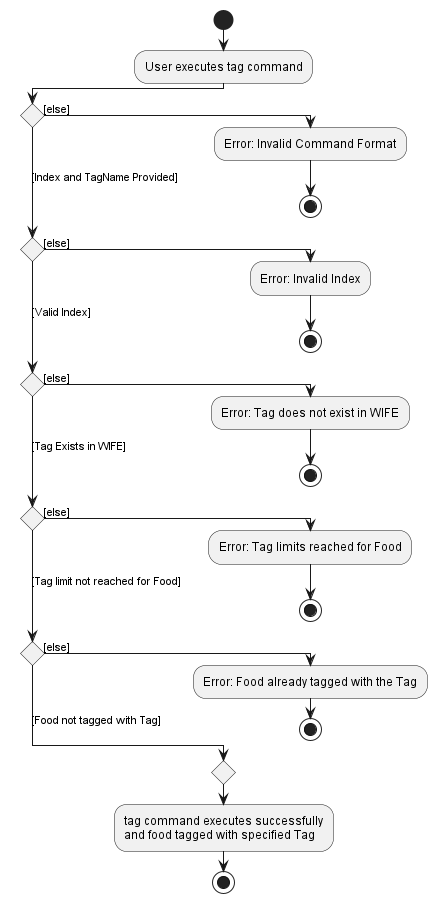 User executes tag command
[else]
Error: Invalid Command Format
[Index and TagName Provided]
[else]
Error: Invalid Index
[Valid Index]
[else]
Error: Tag does not exist in WIFE
[Tag Exists in WIFE]
[else]
Error: Tag limits reached for Food
[Tag limit not reached for Food]
[else]
Error: Food already tagged with the Tag
[Food not tagged with Tag]
tag command executes successfully
and food tagged with specified Tag